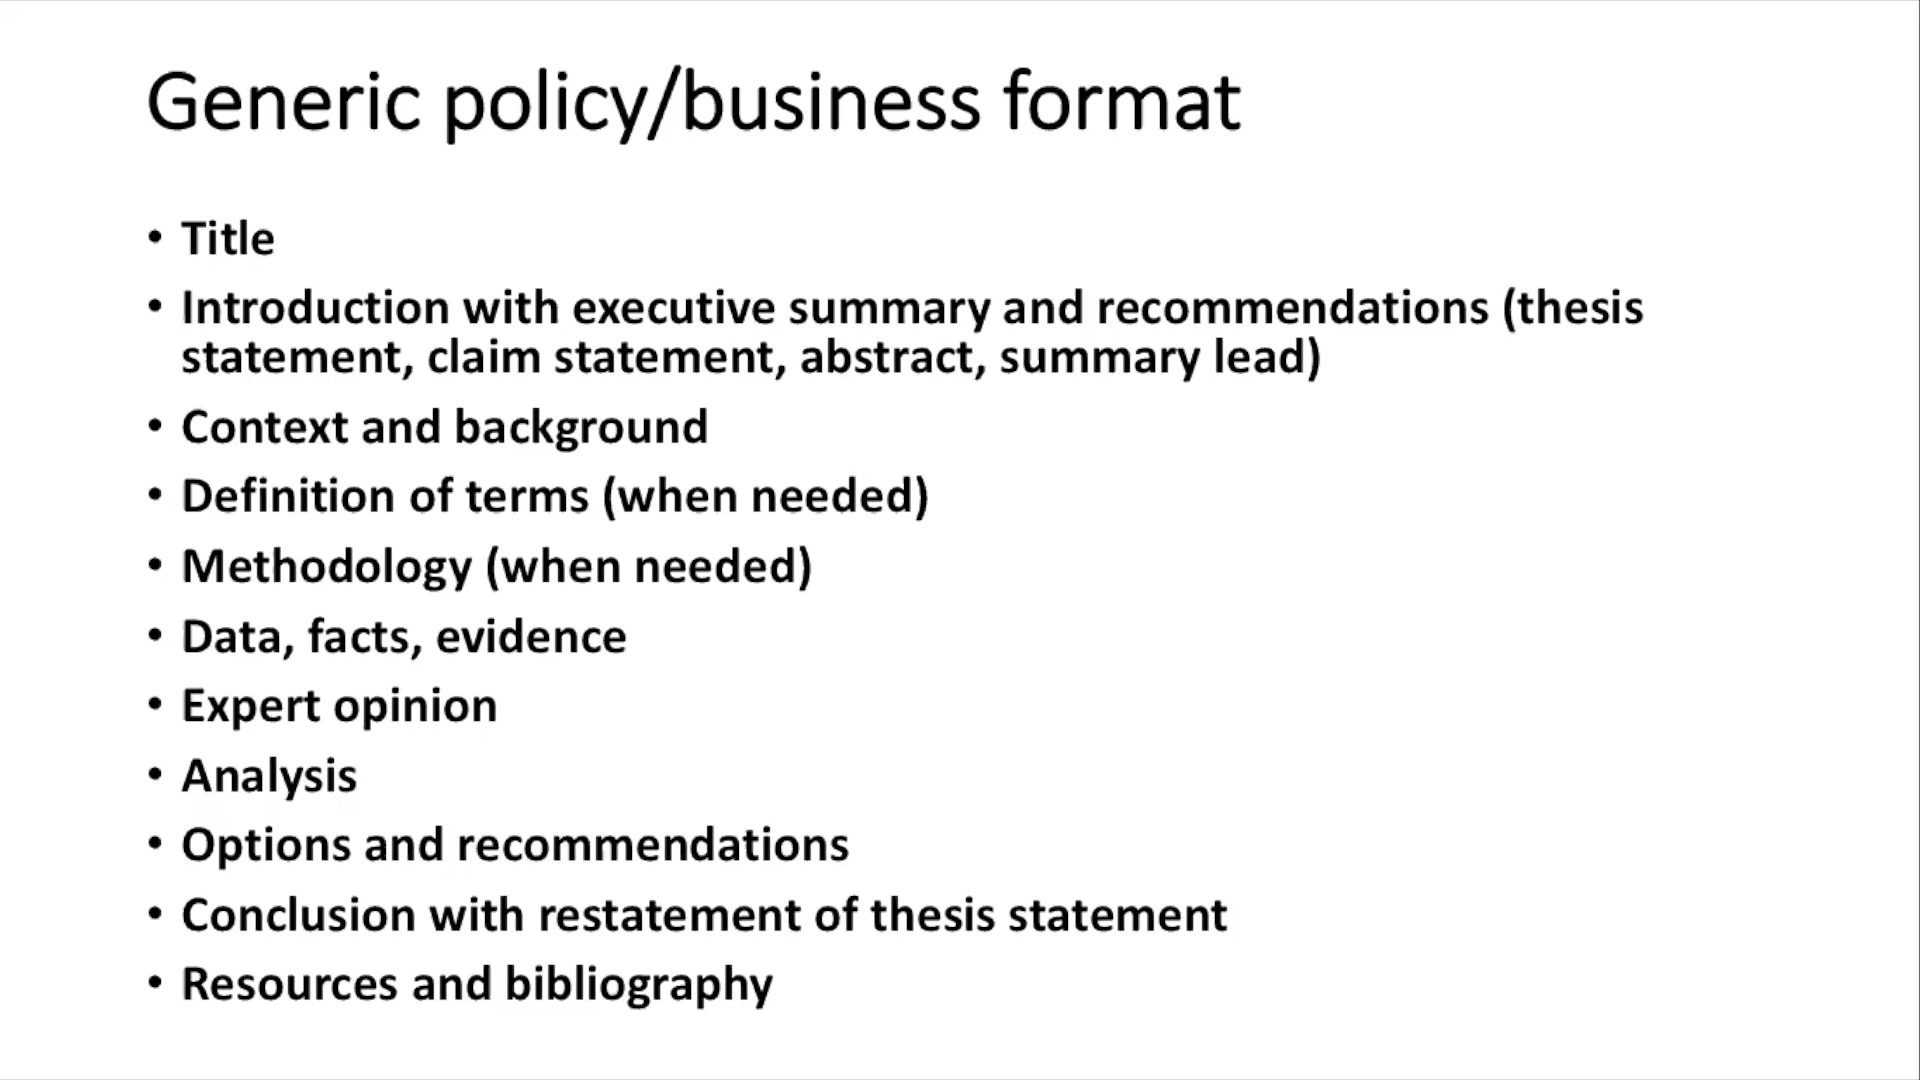 Generic policy/business format
• Title
• Introduction with executive summary and recommendations (thesis
statement, claim statement, abstract, summary lead)
• Context and background
• Definition of terms (when needed)
• Methodology (when needed)
• Data, facts, evidence
• Expert opinion
• Analysis
• Options and recommendations
• Conclusion with restatement of thesis statement
• Resources and bibliography